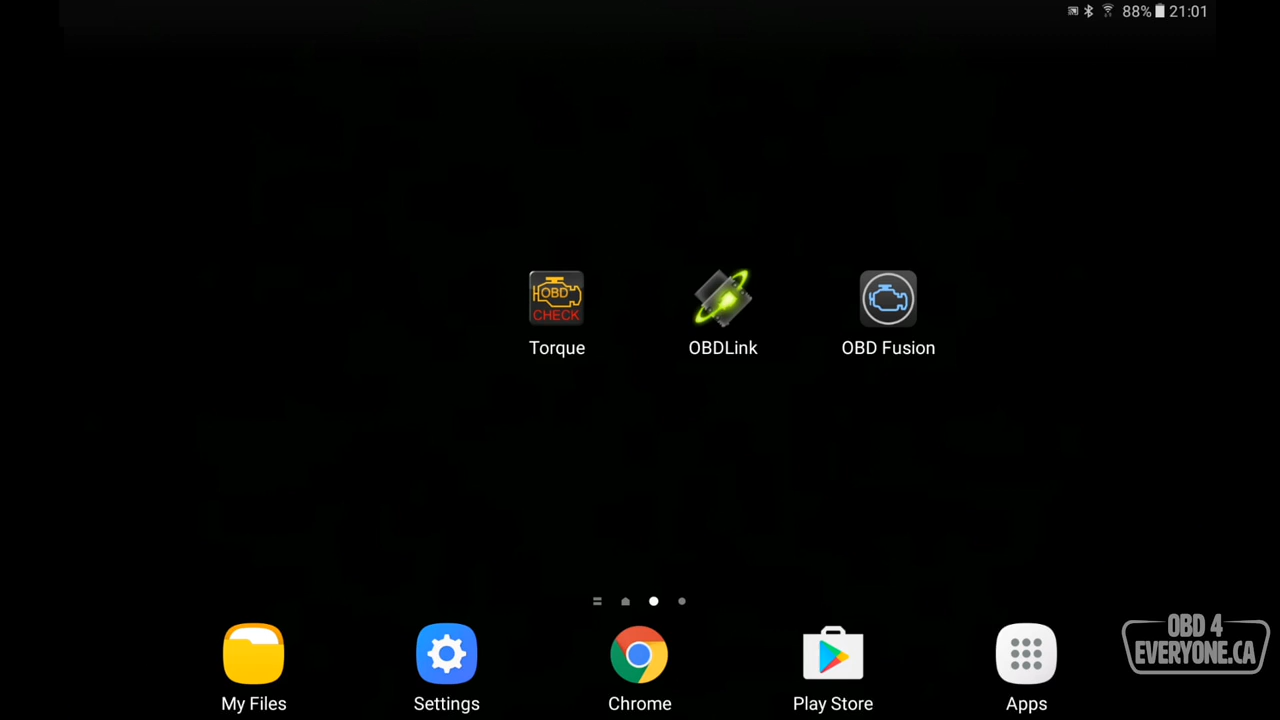 88% 21:01
OBD
CHECK
Torque
OBDLink
OBD Fusion
My Files
Settings
Chrome
Play Store
Apps
OBD 4
EVERYONE.CA